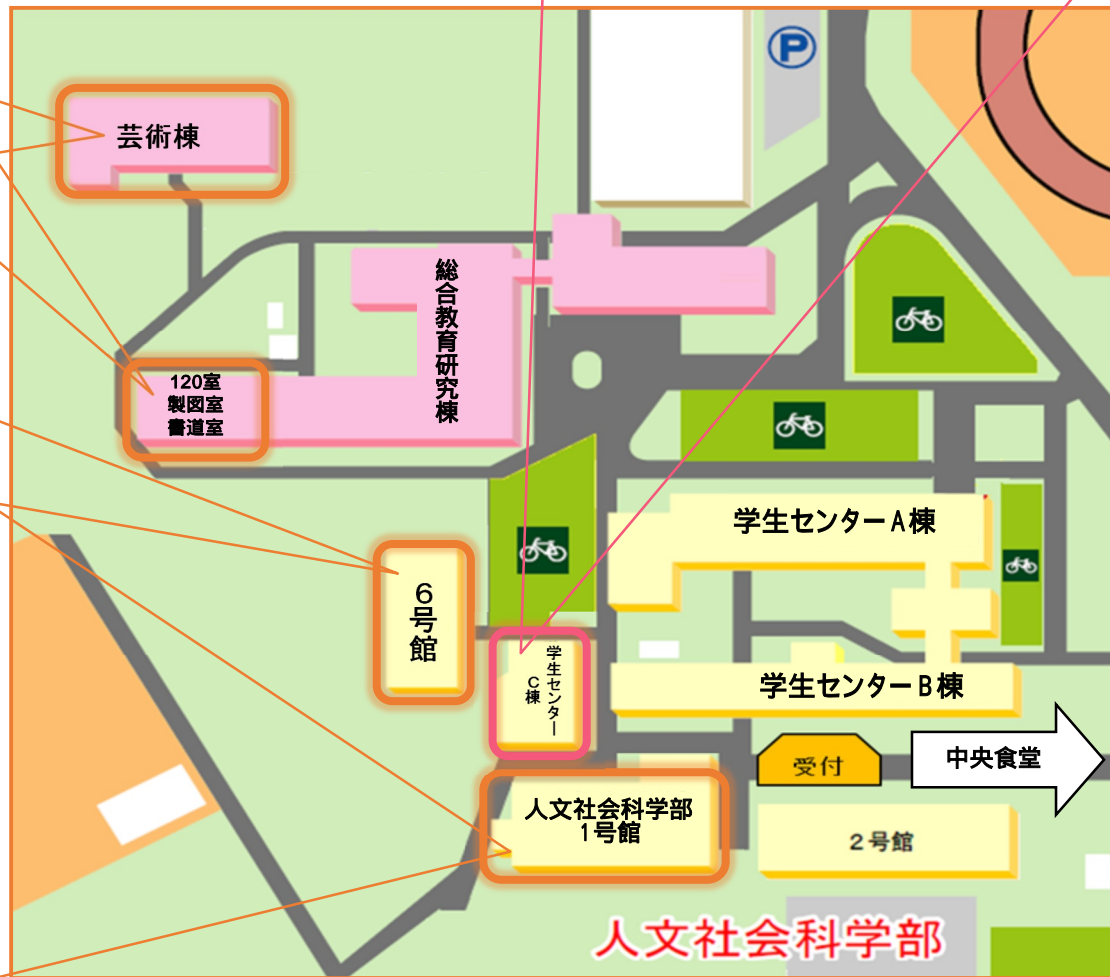 P
芸術棟
総合教育研究棟
120室
製図室
書道室
学生センターA棟
6号館
学生センター
C棟
学生センターB棟
受付
中央食堂
人文社会科学部
1号館
2号館
人文社会科学部